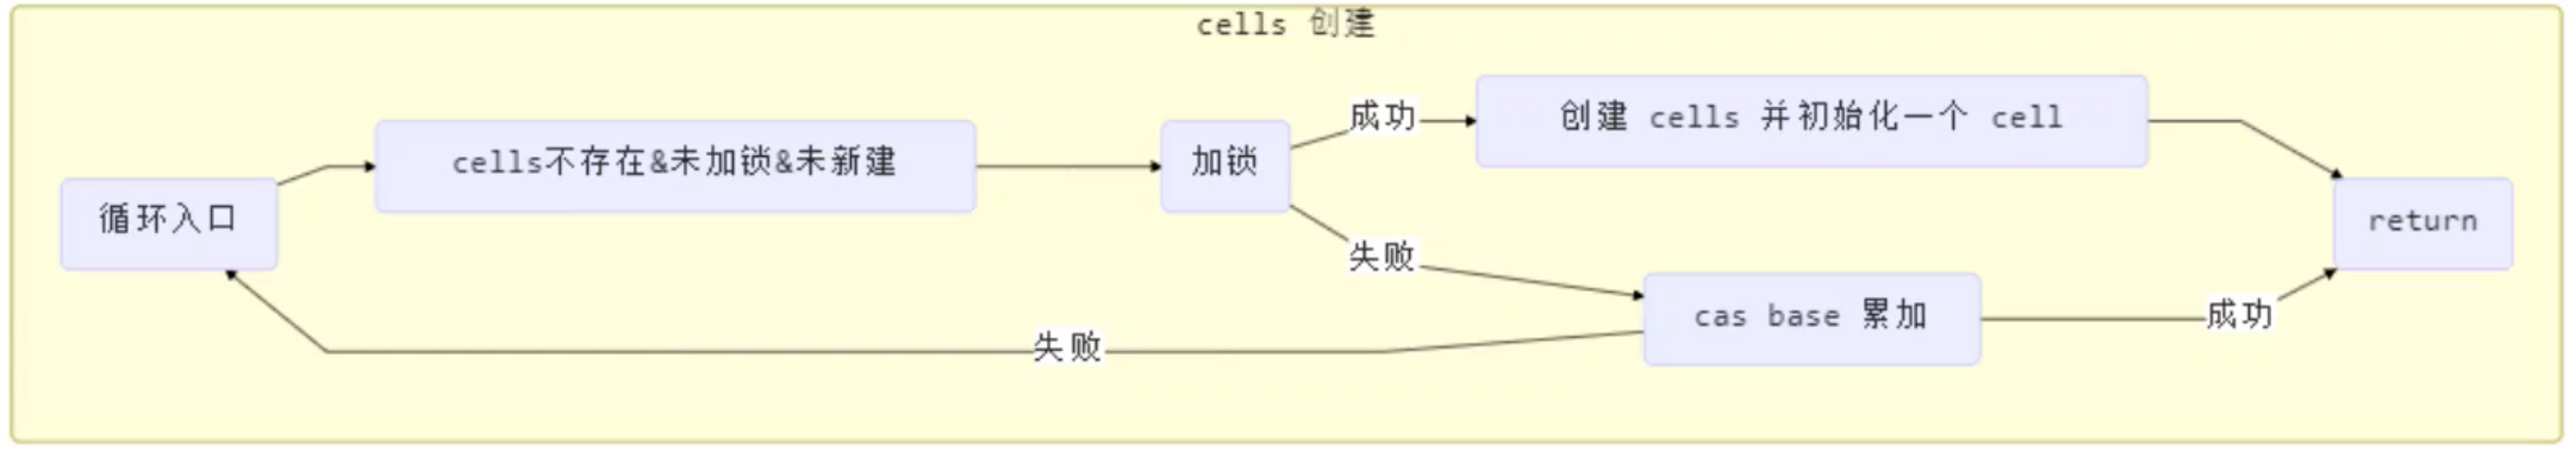 cells 创建
循环入口
cells不存在&未加锁&未新建
加锁
成功
创建 cells 并初始化一个 cell
失败
cas base 累加
成功
return
失败